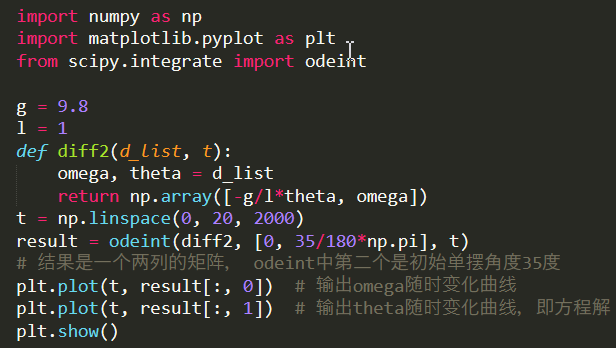 import numpy as np
import matplotlib.pyplot as plt
from scipy.integrate import odeint

g = 9.8
l = 1
def diff2(d_list, t):
    omega, theta = d_list
    return np.array([-g/l*theta, omega])
t = np.linspace(0, 20, 2000)
result = odeint(diff2, [0, 35/180*np.pi], t)
# 结果是一个两列的矩阵， odeint中第二个是初始单摆角度35度
plt.plot(t, result[:, 0])  # 输出omega随时变化曲线
plt.plot(t, result[:, 1])  # 输出theta随时变化曲线，即方程解
plt.show()